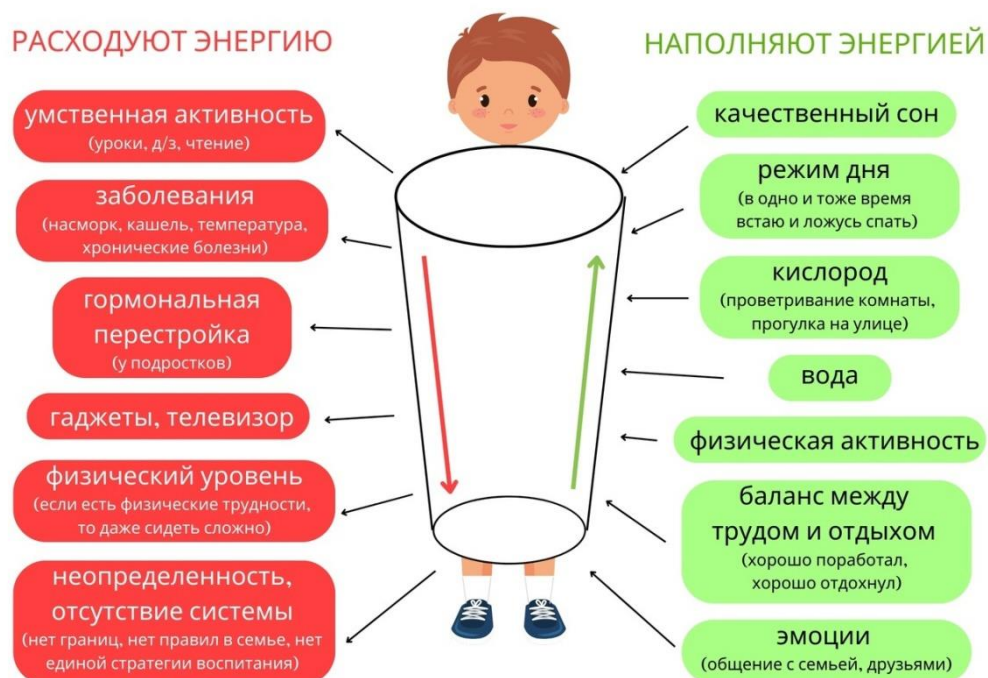 РАСХОДУЮТ ЭНЕРГИЮ
умственная активность
(уроки, д/з, чтение)
заболевания
(насморк, кашель, температура,
хронические болезни)
гормональная
перестройка
(у подростков)
гаджеты, телевизор
физический уровень
(если есть физические трудности,
то даже сидеть сложно)
неопределенность,
отсутствие системы
(нет границ, нет правил в семье, нет
единой стратегии воспитания)
НАПОЛНЯЮТ ЭНЕРГИЕЙ
качественный сон
режим дня
(в одно и тоже время
встаю и ложусь спать)
кислород
(проветривание комнаты,
прогулка на улице)
вода
физическая активность
баланс между
трудом и отдыхом
(хорошо поработал,
хорошо отдохнул)
эмоции
(общение с семьей, друзьями)